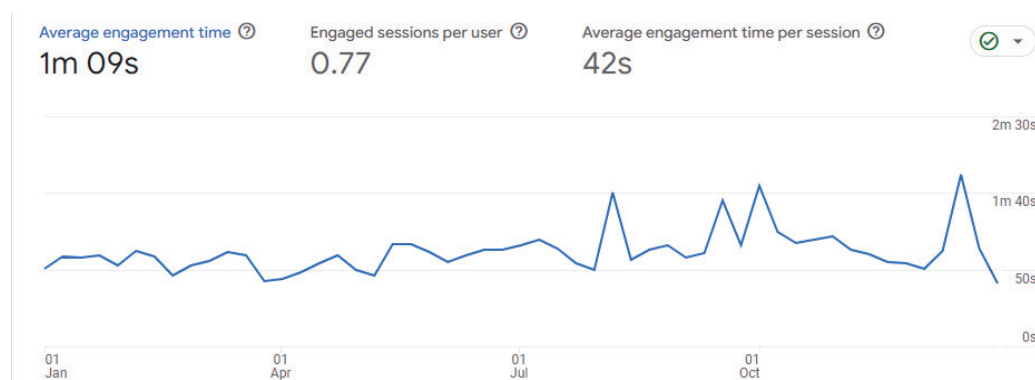 Average engagement time
Engaged sessions per user
Average engagement time per session
1m 09s
0.77
42s
2m 30s
1m 40s
50s
0s
01
Jan
01
Apr
01
Jul
01
Oct